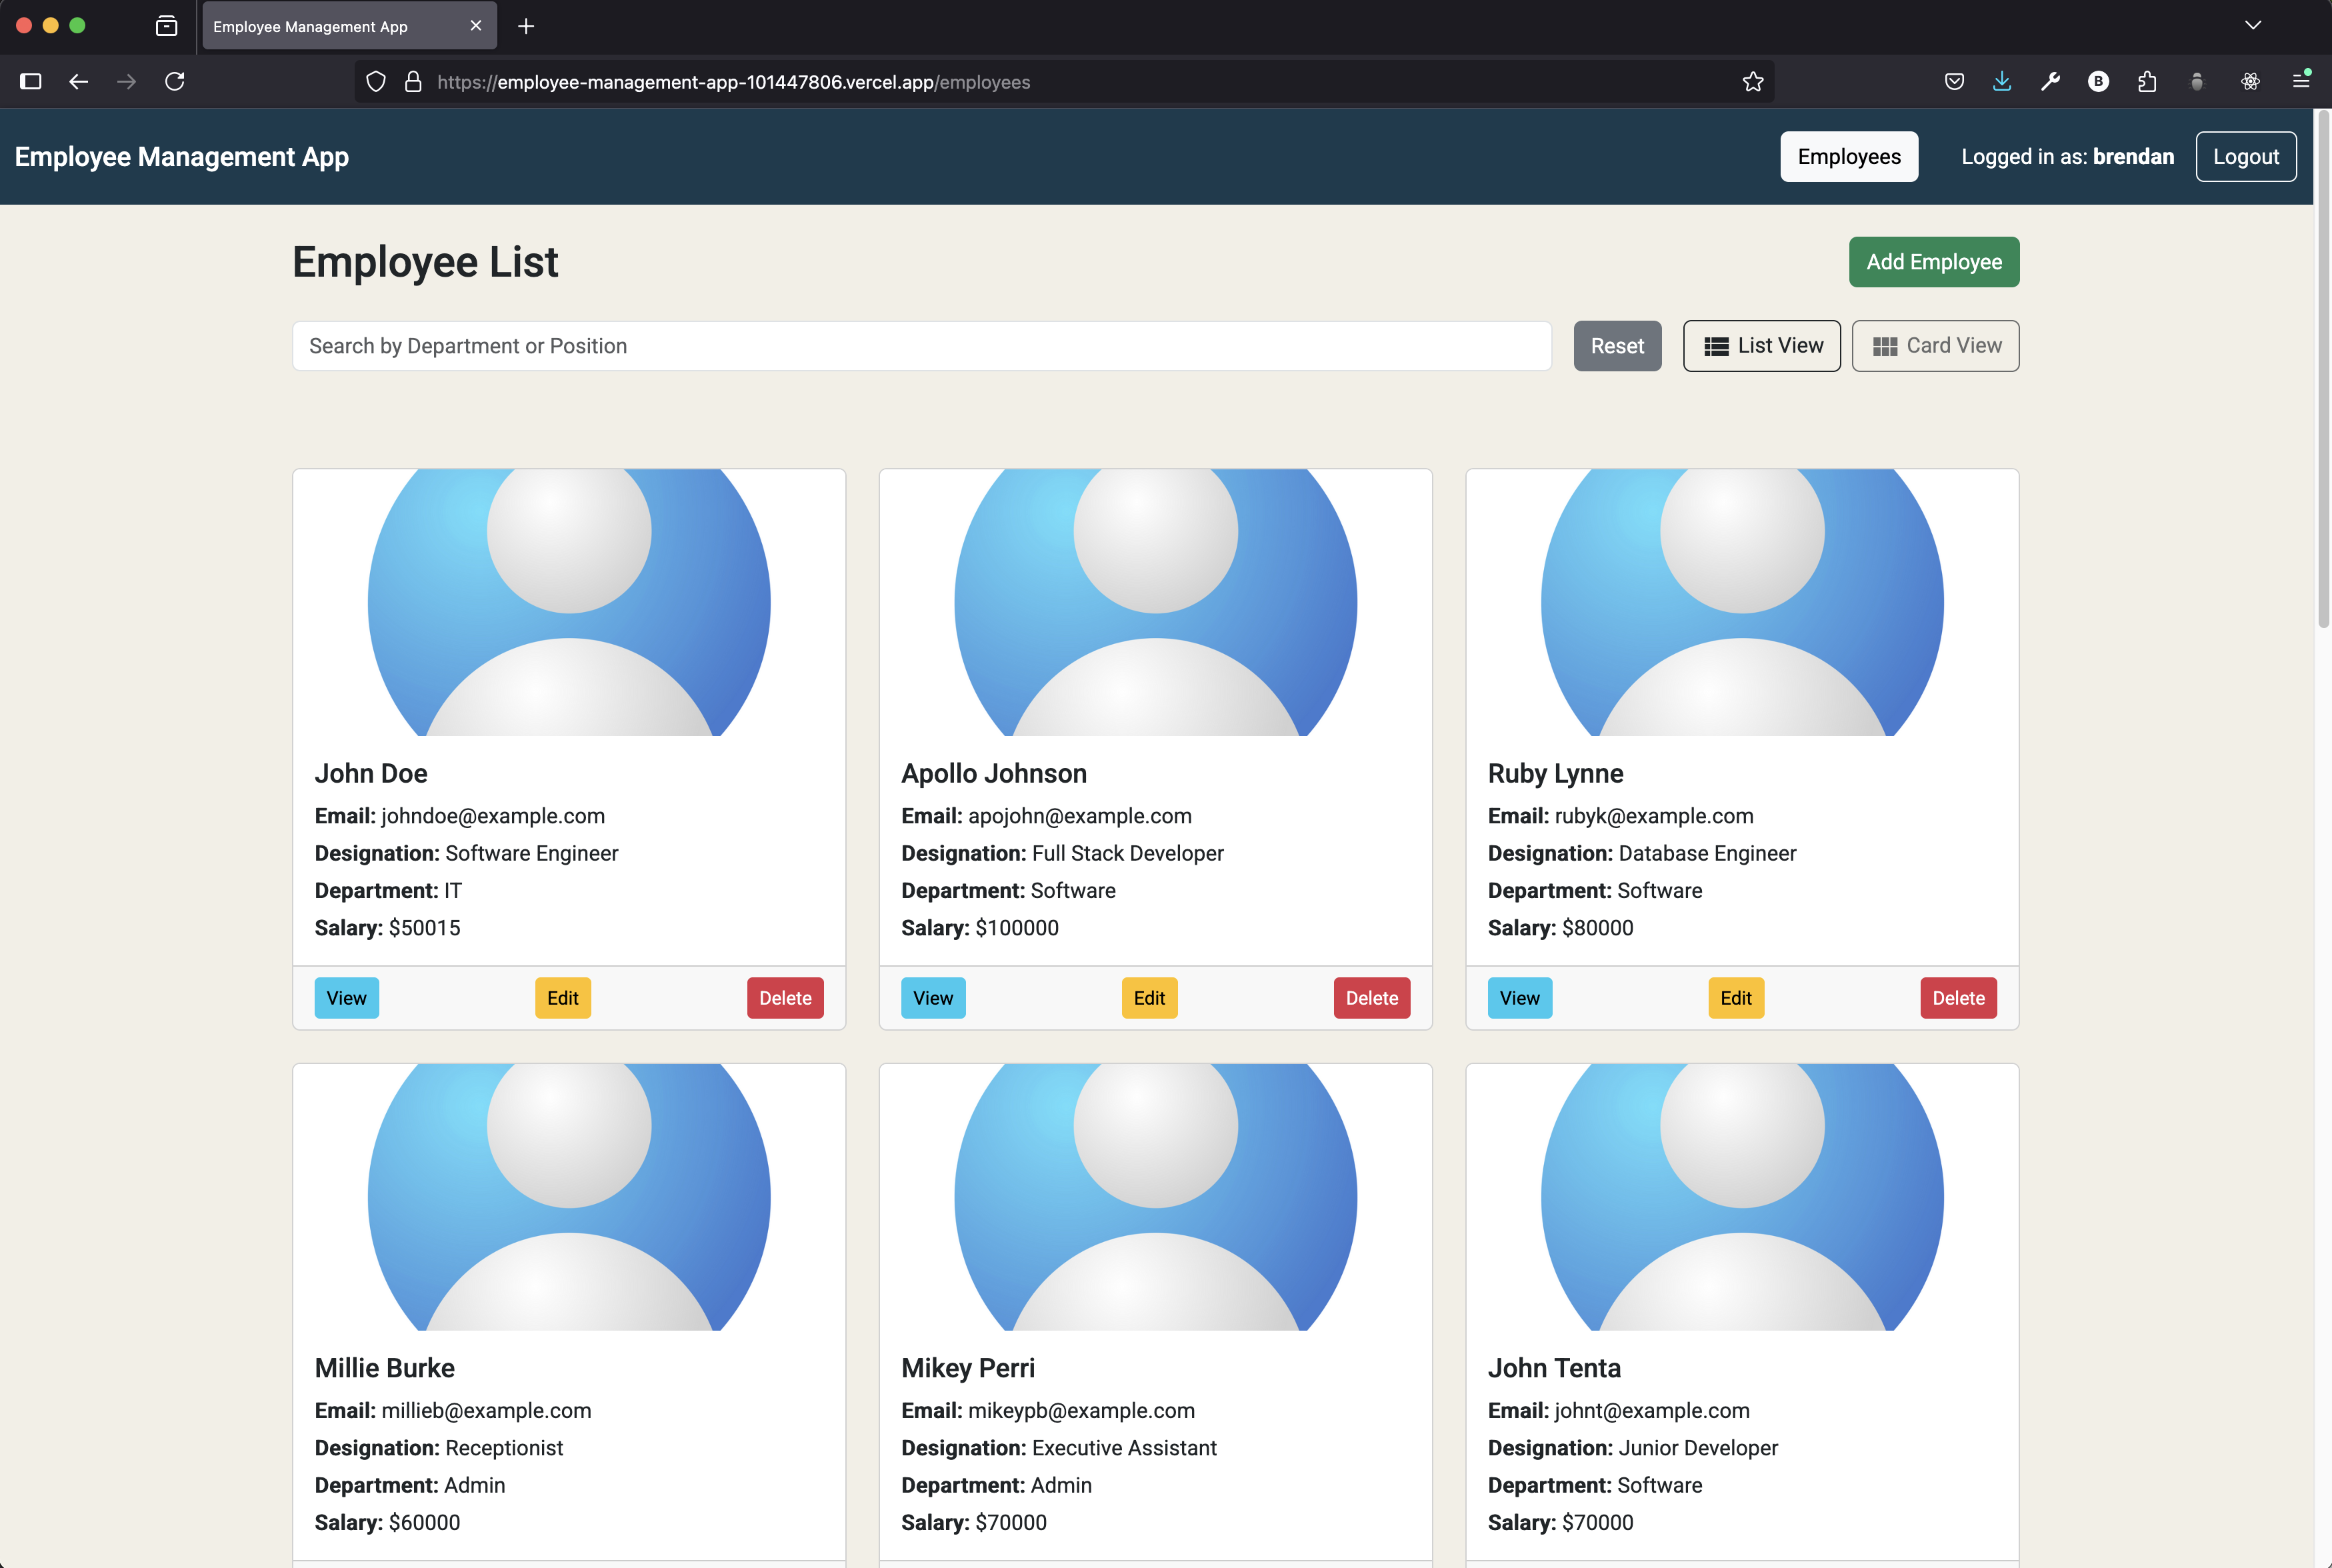 Employee Management App
https://employee-management-app-101447806.vercel.app/employees
B
Employee Management App
Employees
Logged in as: brendan
Logout
Employee List
Add Employee
Search by Department or Position
Reset
List View
Card View
John Doe
Email: johndoe@example.com
Designation: Software Engineer
Department: IT
Salary: $50015
View
Edit
Delete
Apollo Johnson
Email: apojohn@example.com
Designation: Full Stack Developer
Department: Software
Salary: $100000
View
Edit
Delete
Ruby Lynne
Email: rubyk@example.com
Designation: Database Engineer
Department: Software
Salary: $80000
View
Edit
Delete
Millie Burke
Email: millieb@example.com
Designation: Receptionist
Department: Admin
Salary: $60000
Mikey Perri
Email: mikeypb@example.com
Designation: Executive Assistant
Department: Admin
Salary: $70000
John Tenta
Email: johnt@example.com
Designation: Junior Developer
Department: Software
Salary: $70000